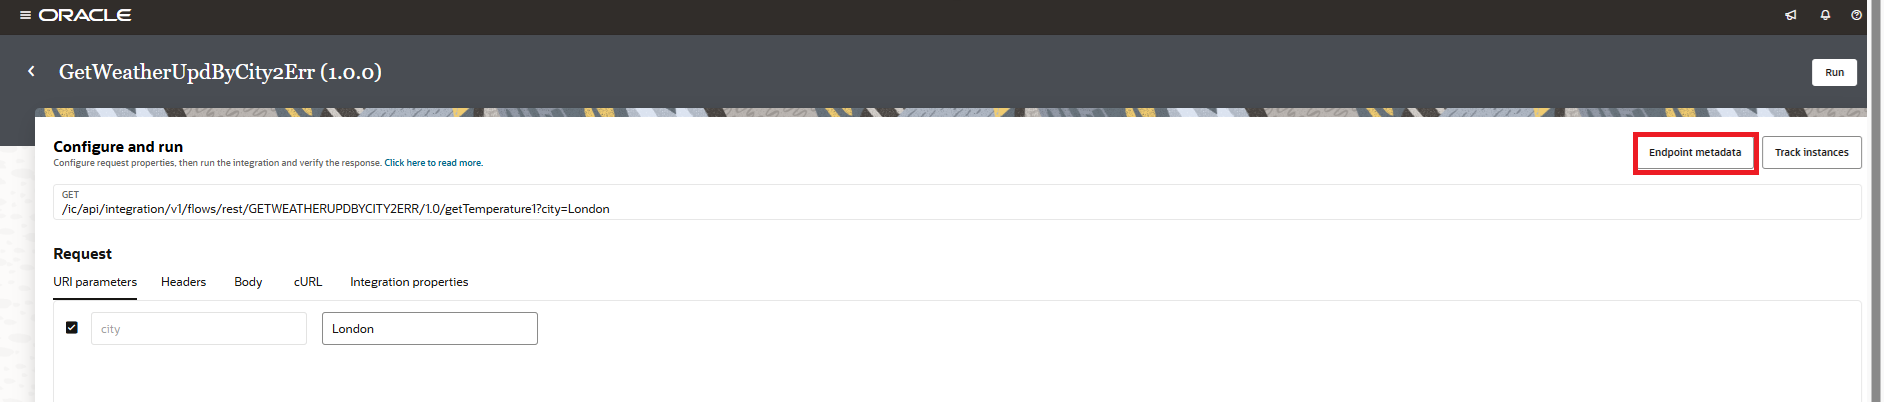 ORACLE
GetWeatherUpdByCity2Err (1.0.0)
Run
Configure and run
Configure request properties, then run the integration and verify the response. Click here to read more.
Endpoint metadata
Track instances
GET
/ic/api/integration/v1/flows/rest/GETWEATHERUPDBYCITY2ERR/1.0/getTemperature1?city=London
Request
URI parameters Headers Body cURL Integration properties
city London